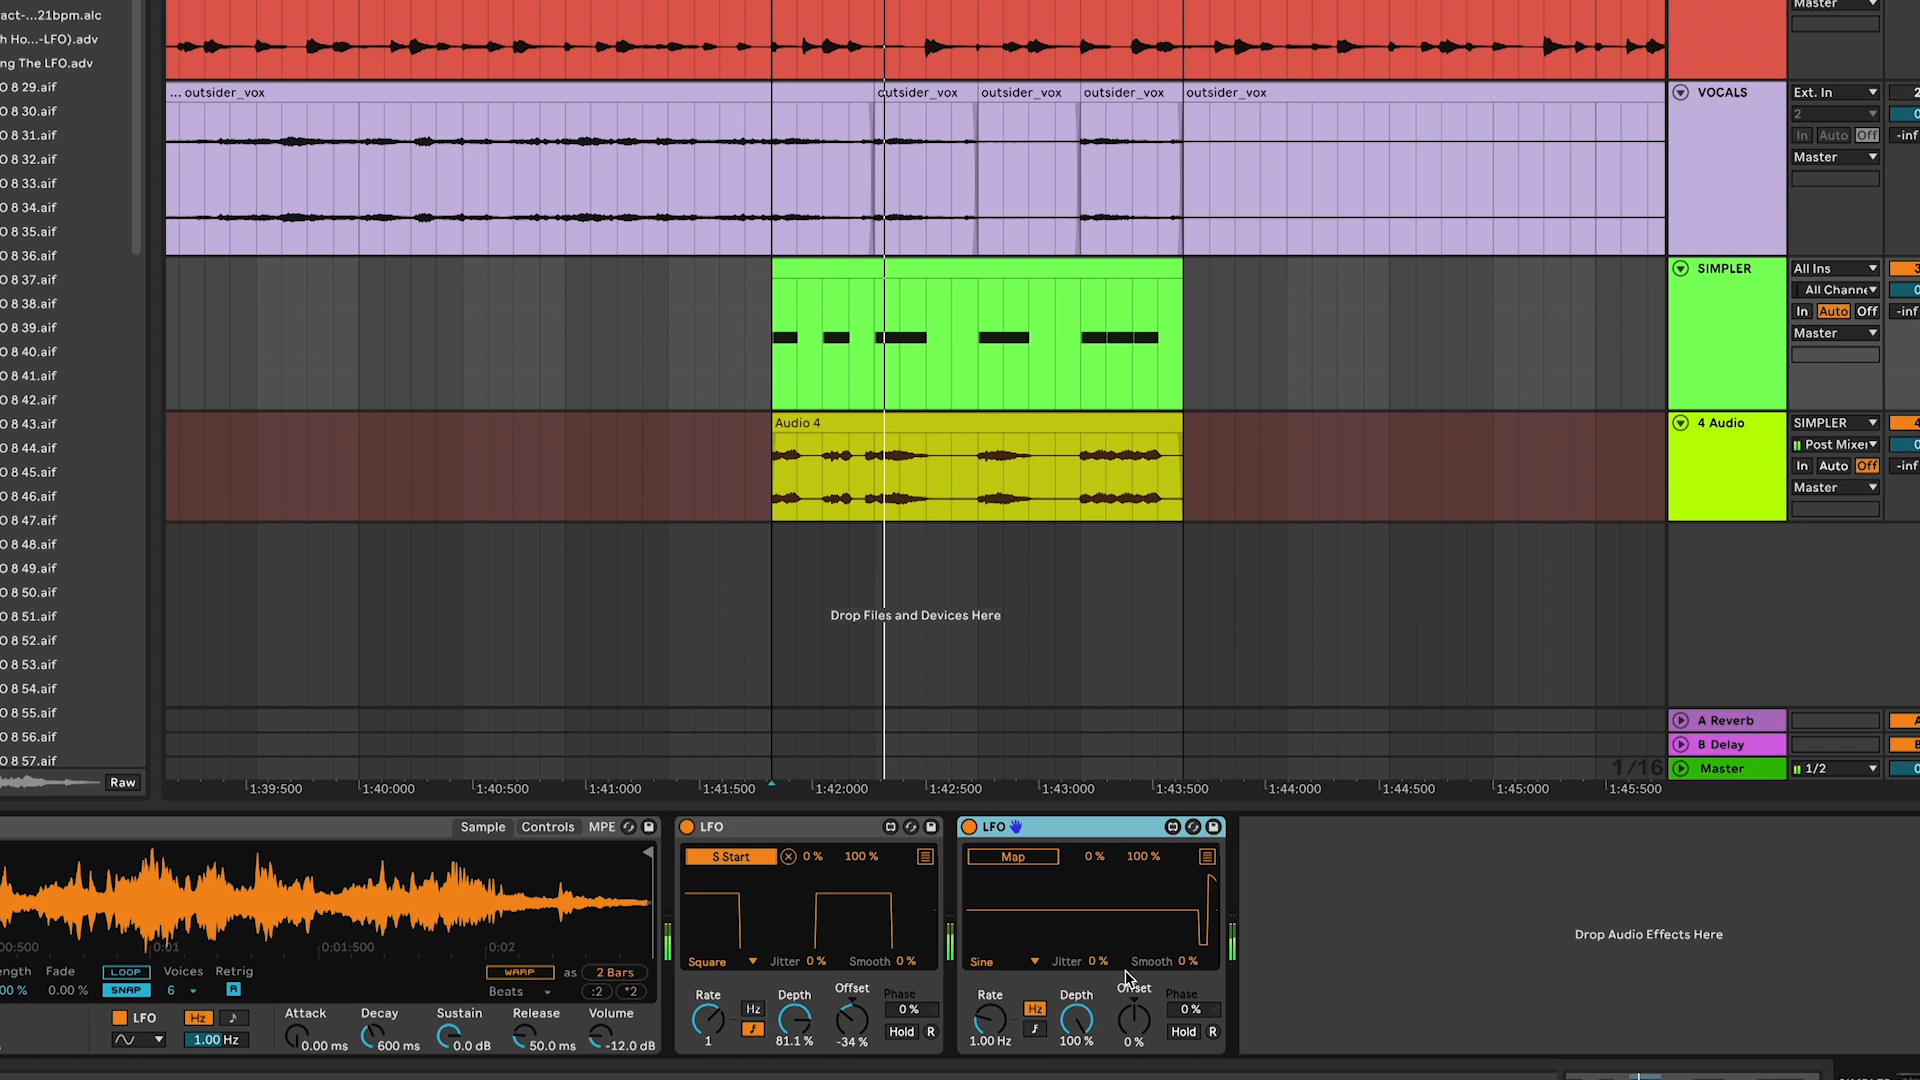 act-...21bpm.alc
h Ho...-LFO).adv
ng The LFO.adv
O 8 29.aif
O 8 30.aif
O 8 31.aif
O 8 32.aif
O 8 33.aif
O 8 34.aif
O 8 35.aif
O 8 36.aif
O 8 37.aif
O 8 38.aif
O 8 39.aif
O 8 40.aif
O 8 41.aif
O 8 42.aif
O 8 43.aif
O 8 44.aif
O 8 45.aif
O 8 46.aif
O 8 47.aif
O 8 48.aif
O 8 49.aif
O 8 50.aif
O 8 51.aif
O 8 52.aif
O 8 53.aif
O 8 54.aif
O 8 55.aif
O 8 56.aif
O 8 57.aif
Raw
... outsider_vox
outsider_vox
outsider_vox
outsider_vox
outsider_vox
Audio 4
Drop Files and Devices Here
1/16
1:39:500
1:40:000
1:40:500
1:41:000
1:41:500
1:42:000
1:42:500
1:43:000
1:43:500
1:44:000
1:44:500
1:45:000
1:45:500
Master
VOCALS
Ext. In
2
2
In Auto Off
-inf
Master
SIMPLER
All Ins
3
All Channe
In Auto Off
-inf
Master
4 Audio
SIMPLER
4
Post Mixer
In Auto Off
-inf
Master
A Reverb
A
B Delay
B
Master
1/2
0
Sample Controls MPE
00:500
0:01
0:01:500
0:02
ength Fade LOOP Voices Retrig
WARP as 2 Bars
00 % 0.00 % SNAP 6 R
Beats :2 *2
LFO Hz
1.00 Hz
Attack Decay Sustain Release Volume
0.00 ms 600 ms 0.0 dB 50.0 ms -12.0 dB
LFO
S Start 0 % 100 %
Square Jitter 0 % Smooth 0 %
Rate Hz Depth Offset Phase
0 %
Hold R
1 81.1 % -34 %
LFO
Map 0 % 100 %
Sine Jitter 0 % Smooth 0 %
Rate Hz Depth Offset Phase
0 %
Hold R
1.00 Hz 100 % 0 %
Drop Audio Effects Here